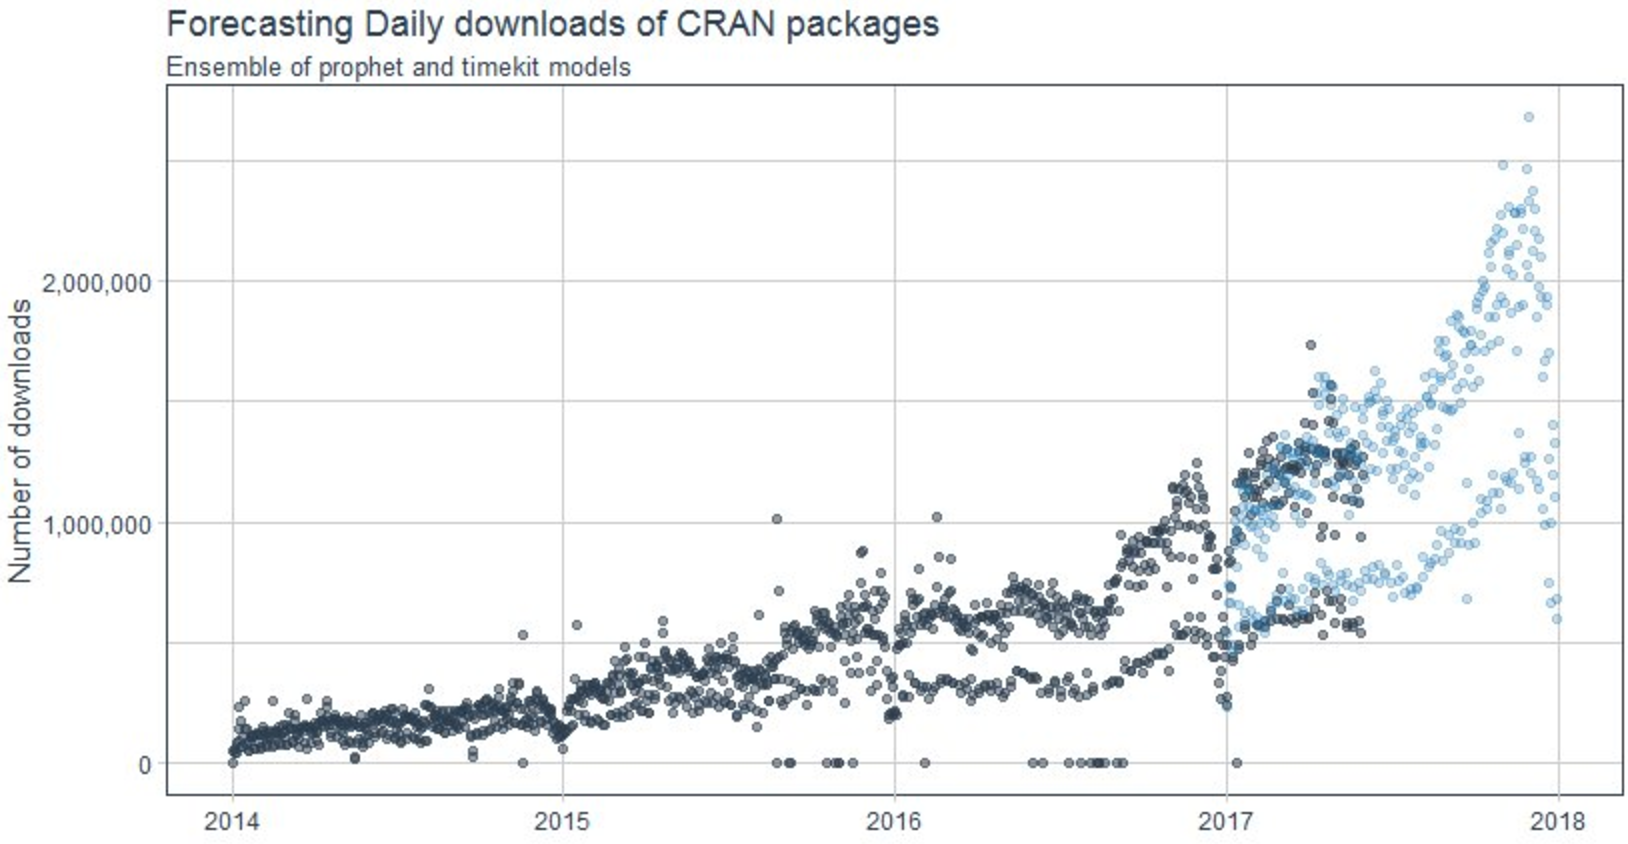 Forecasting Daily downloads of CRAN packages
Ensemble of prophet and timekit models
Number of downloads
2,000,000
1,000,000
0
2014 2015 2016 2017 2018